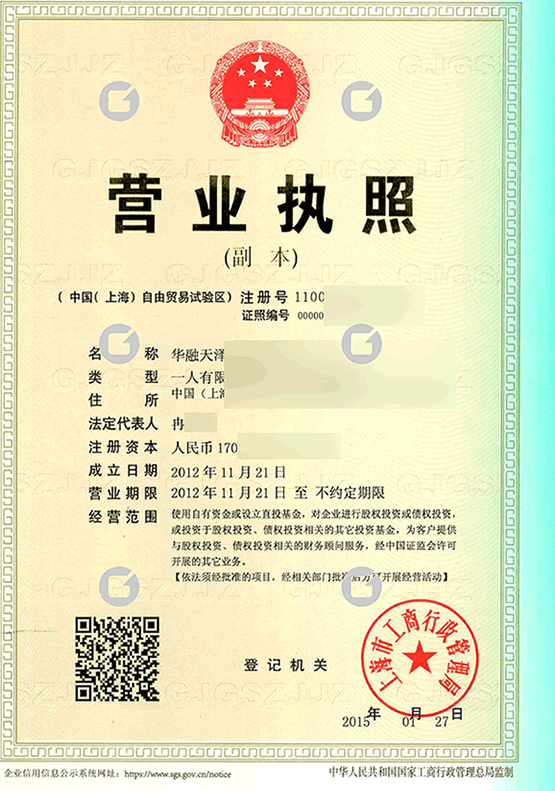 营业执照
(副 本)
(中国(上海)自由贸易试验区) 注册号 1100
证照编号 00000
名 称 华融天泽
类 型 一人有限
住 所 中国(上海
法定代表人 冉
注册资本 人民币 170
成立日期 2012年11月21日
营业期限 2012年11月21日 至 不约定期限
经营范围 使用自有资金或设立直投基金,对企业进行股权投资或债权投资,
或投资于股权投资、债权投资相关的其它投资基金,为客户提供
与股权投资、债权投资相关的财务顾问服务,经中国证监会许可
开展的其它业务。
【依法须经批准的项目,经相关部门批准后方可开展经营活动】
登记机关
上海市工商行政管理局
2015年 01月 27日
企业信用信息公示系统网址:https://www.sgs.gov.cn/notice
中华人民共和国国家工商行政管理总局监制
GJGSZJJZ